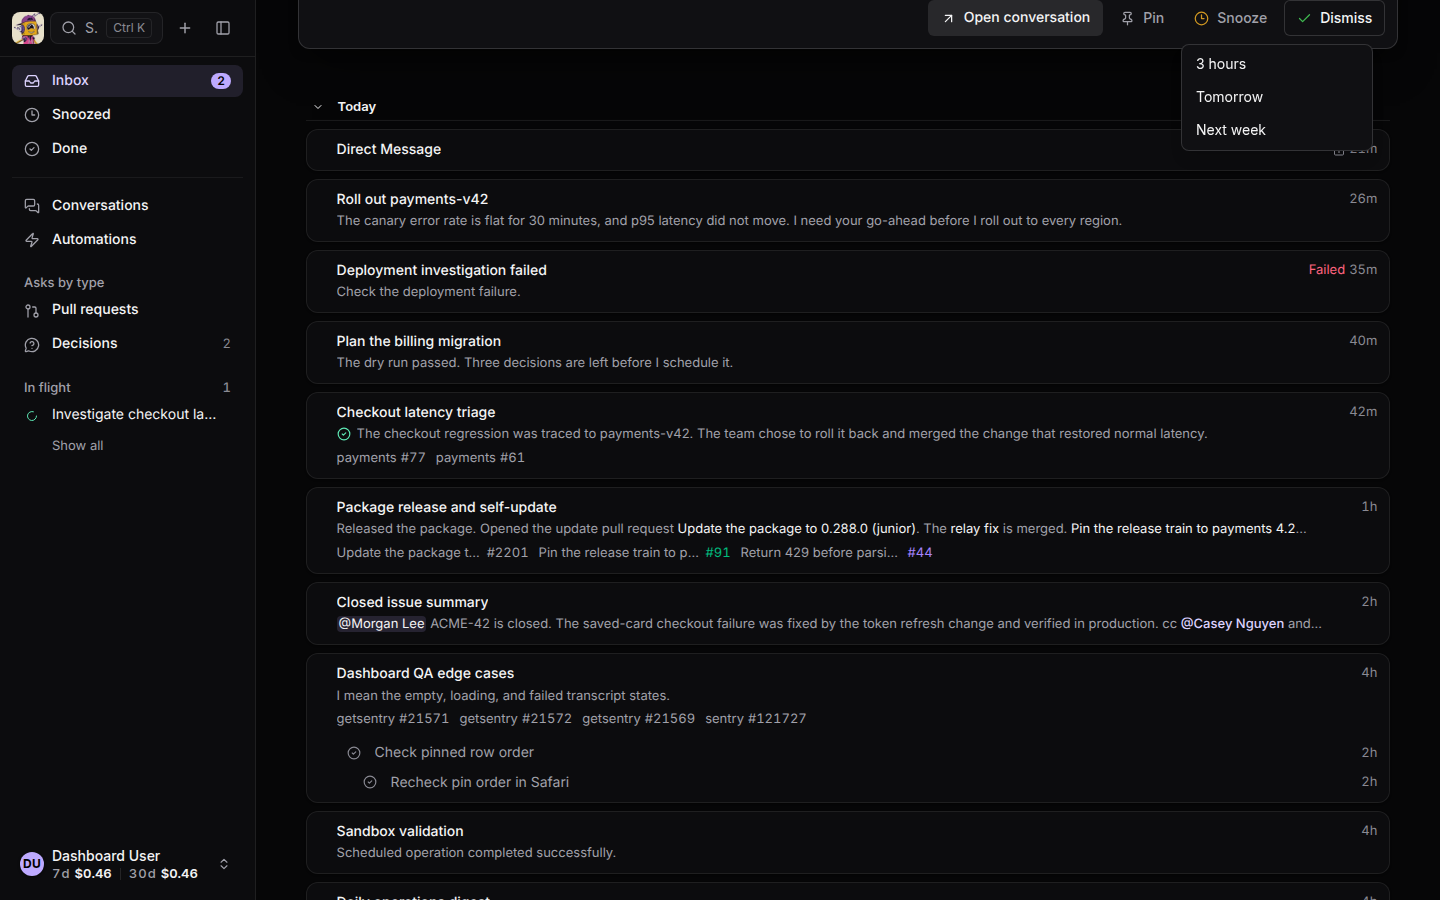 S.
Ctrl K
Inbox
2
Snoozed
Done
Conversations
Automations
Asks by type
Pull requests
Decisions
2
In flight
1
Investigate checkout la...
Show all
DU
Dashboard User
7d $0.46 | 30d $0.46
Open conversation
Pin
Snooze
Dismiss
3 hours
Tomorrow
Next week
Today
Direct Message
21m
Roll out payments-v42
26m
The canary error rate is flat for 30 minutes, and p95 latency did not move. I need your go-ahead before I roll out to every region.
Deployment investigation failed
Failed 35m
Check the deployment failure.
Plan the billing migration
40m
The dry run passed. Three decisions are left before I schedule it.
Checkout latency triage
42m
The checkout regression was traced to payments-v42. The team chose to roll it back and merged the change that restored normal latency.
payments #77 payments #61
Package release and self-update
1h
Released the package. Opened the update pull request Update the package to 0.288.0 (junior). The relay fix is merged. Pin the release train to payments 4.2...
Update the package t... #2201 Pin the release train to p... #91 Return 429 before parsi... #44
Closed issue summary
2h
@Morgan Lee ACME-42 is closed. The saved-card checkout failure was fixed by the token refresh change and verified in production. cc @Casey Nguyen and...
Dashboard QA edge cases
4h
I mean the empty, loading, and failed transcript states.
getsentry #21571 getsentry #21572 getsentry #21569 sentry #121727
Check pinned row order
2h
Recheck pin order in Safari
2h
Sandbox validation
4h
Scheduled operation completed successfully.
Daily operations digest
4h